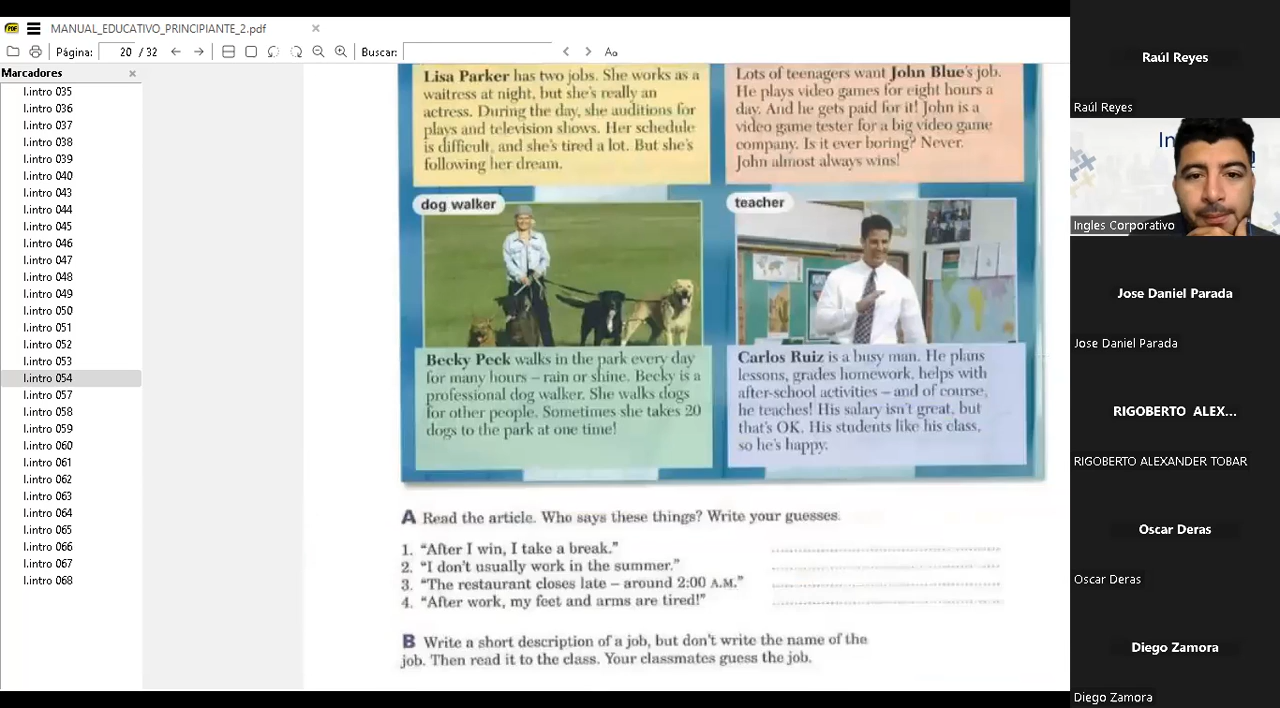 MANUAL_EDUCATIVO_PRINCIPIANTE_2.pdf
Página: 20 / 32 Buscar:
Marcadores
I.intro 035
I.intro 036
I.intro 037
I.intro 038
I.intro 039
I.intro 040
I.intro 043
I.intro 044
I.intro 045
I.intro 046
I.intro 047
I.intro 048
I.intro 049
I.intro 050
I.intro 051
I.intro 052
I.intro 053
I.intro 054
I.intro 057
I.intro 058
I.intro 059
I.intro 060
I.intro 061
I.intro 062
I.intro 063
I.intro 064
I.intro 065
I.intro 066
I.intro 067
I.intro 068
Lisa Parker has two jobs. She works as a
waitress at night, but she's really an
actress. During the day, she auditions for
plays and television shows. Her schedule
is difficult, and she's tired a lot. But she's
following her dream.
Lots of teenagers want John Blue's job.
He plays video games for eight hours a
day. And he gets paid for it! John is a
video game tester for a big video game
company. Is it ever boring? Never.
John almost always wins!
dog walker
Becky Peck walks in the park every day
for many hours – rain or shine. Becky is a
professional dog walker. She walks dogs
for other people. Sometimes she takes 20
dogs to the park at one time!
teacher
Carlos Ruiz is a busy man. He plans
lessons, grades homework, helps with
after-school activities – and of course,
he teaches! His salary isn't great, but
that's OK. His students like his class,
so he's happy.
A Read the article. Who says these things? Write your guesses.
1. "After I win, I take a break."
2. "I don't usually work in the summer."
3. "The restaurant closes late – around 2:00 A.M."
4. "After work, my feet and arms are tired!"
B Write a short description of a job, but don't write the name of the
job. Then read it to the class. Your classmates guess the job.
Raúl Reyes
Raúl Reyes
In
Ingles Corporativo
Jose Daniel Parada
Jose Daniel Parada
RIGOBERTO ALEX...
RIGOBERTO ALEXANDER TOBAR
Oscar Deras
Oscar Deras
Diego Zamora
Diego Zamora